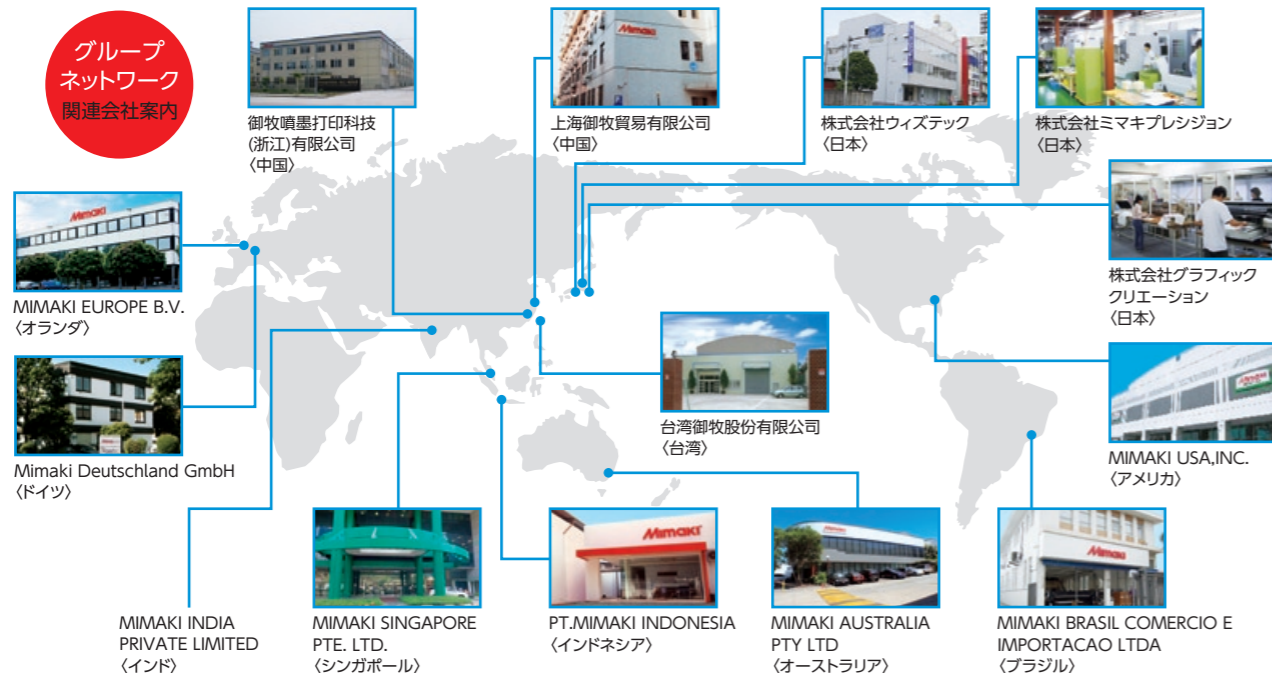 グループ
ネットワーク
関連会社案内
御牧噴墨打印科技
(浙江)有限公司
〈中国〉
Mimaki
上海御牧貿易有限公司
〈中国〉
株式会社ウィズテック
〈日本〉
株式会社ミマキプレシジョン
〈日本〉
Mimaki
MIMAKI EUROPE B.V.
〈オランダ〉
株式会社グラフィック
クリエーション
〈日本〉
Mimaki Deutschland GmbH
〈ドイツ〉
台湾御牧股份有限公司
〈台湾〉
Mimaki
MIMAKI USA,INC.
〈アメリカ〉
MIMAKI INDIA
PRIVATE LIMITED
〈インド〉
MIMAKI SINGAPORE
PTE. LTD.
〈シンガポール〉
Mimaki
PT.MIMAKI INDONESIA
〈インドネシア〉
MIMAKI AUSTRALIA
PTY LTD
〈オーストラリア〉
Mimaki
MIMAKI BRASIL COMERCIO E
IMPORTACAO LTDA
〈ブラジル〉